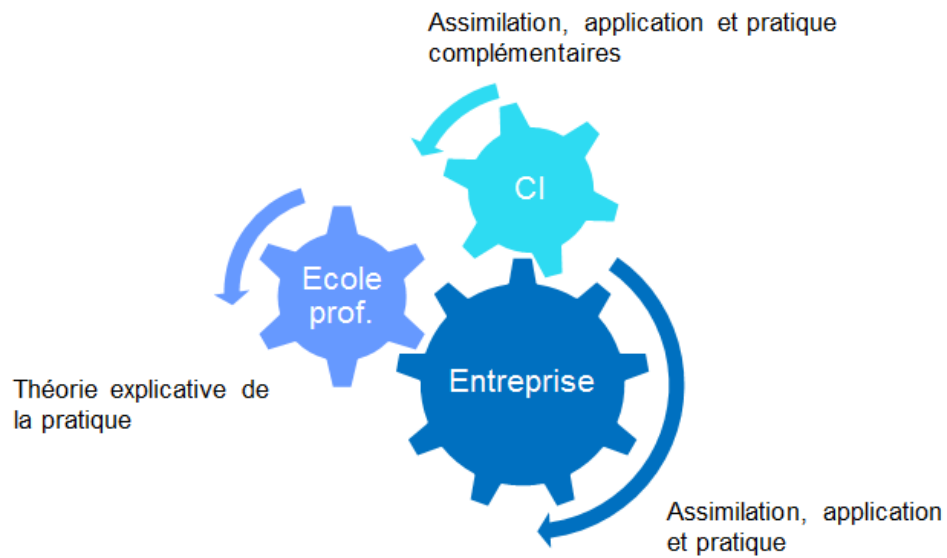 Assimilation, application et pratique
complémentaires
CI
Ecole
prof.
Entreprise
Théorie explicative de
la pratique
Assimilation, application
et pratique